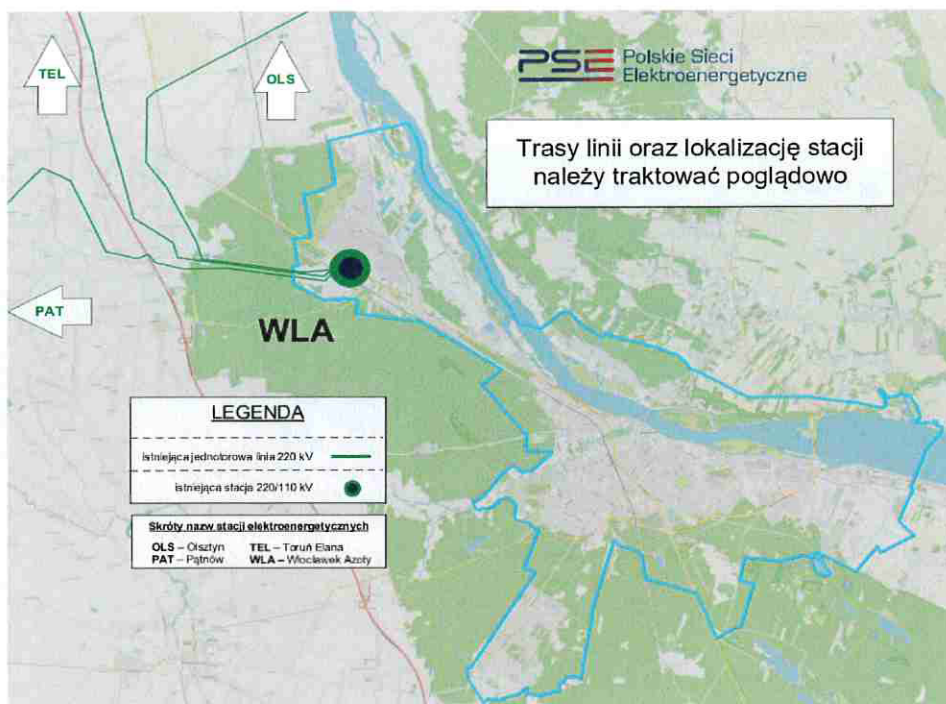 TEL
OLS
PSE Polskie Sieci
Elektroenergetyczne
Trasy linii oraz lokalizację stacji
należy traktować poglądowo
PAT
WLA
LEGENDA
istniejąca jednotorowa linia 220 kV
istniejąca stacja 220/110 kV
Skróty nazw stacji elektroenergetycznych
OLS – Olsztyn TEL – Toruń Elana
PAT – Pątnów WLA – Włocławek Azoty